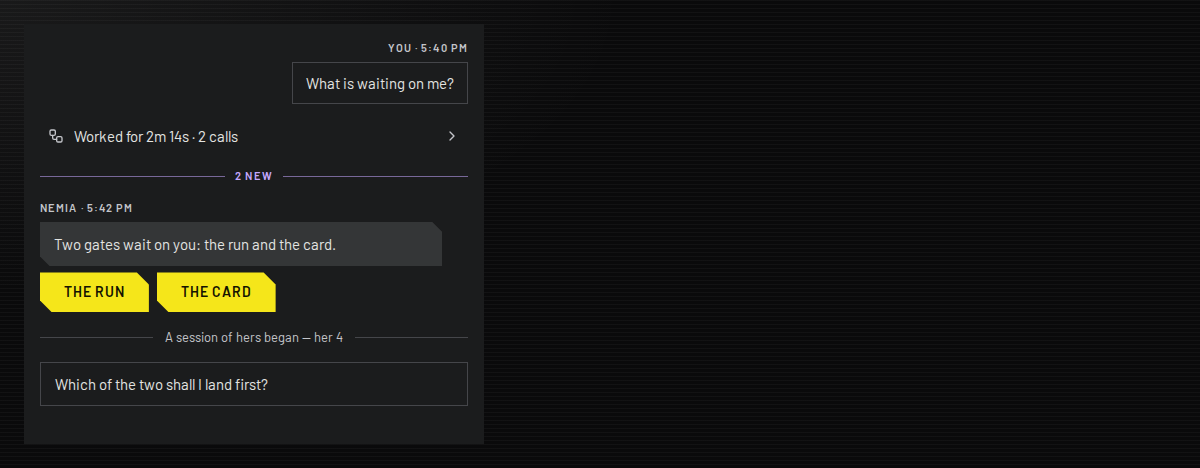 YOU · 5:40 PM
What is waiting on me?
Worked for 2m 14s · 2 calls
2 NEW
NEMIA · 5:42 PM
Two gates wait on you: the run and the card.
THE RUN THE CARD
A session of hers began — her 4
Which of the two shall I land first?